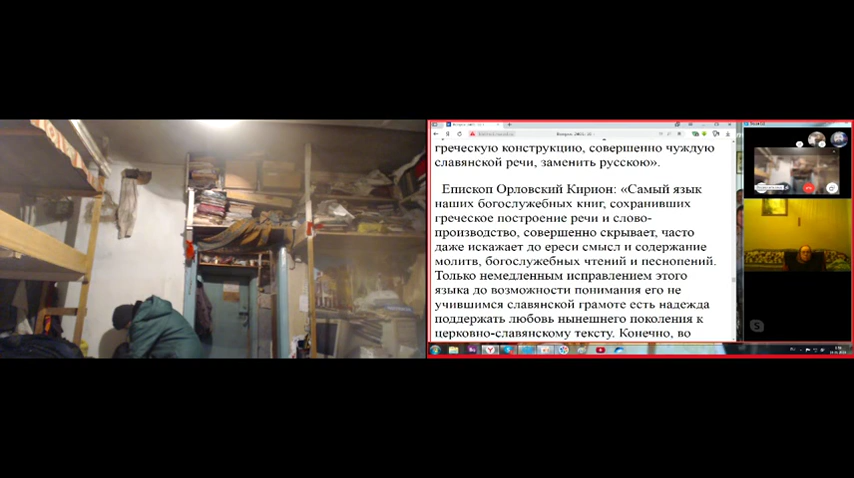 греческую конструкцию, совершенно чуждую
славянской речи, заменить русскою».
Епископ Орловский Кирион: «Самый язык
наших богослужебных книг, сохранивших
греческое построение речи и слово-
производство, совершенно скрывает, часто
даже искажает до ереси смысл и содержание
молитв, богослужебных чтений и песнопений.
Только немедленным исправлением этого
языка до возможности понимания его не
учившимся славянской грамоте есть надежда
поддержать любовь нынешнего поколения к
церковно-славянскому тексту. Конечно, во